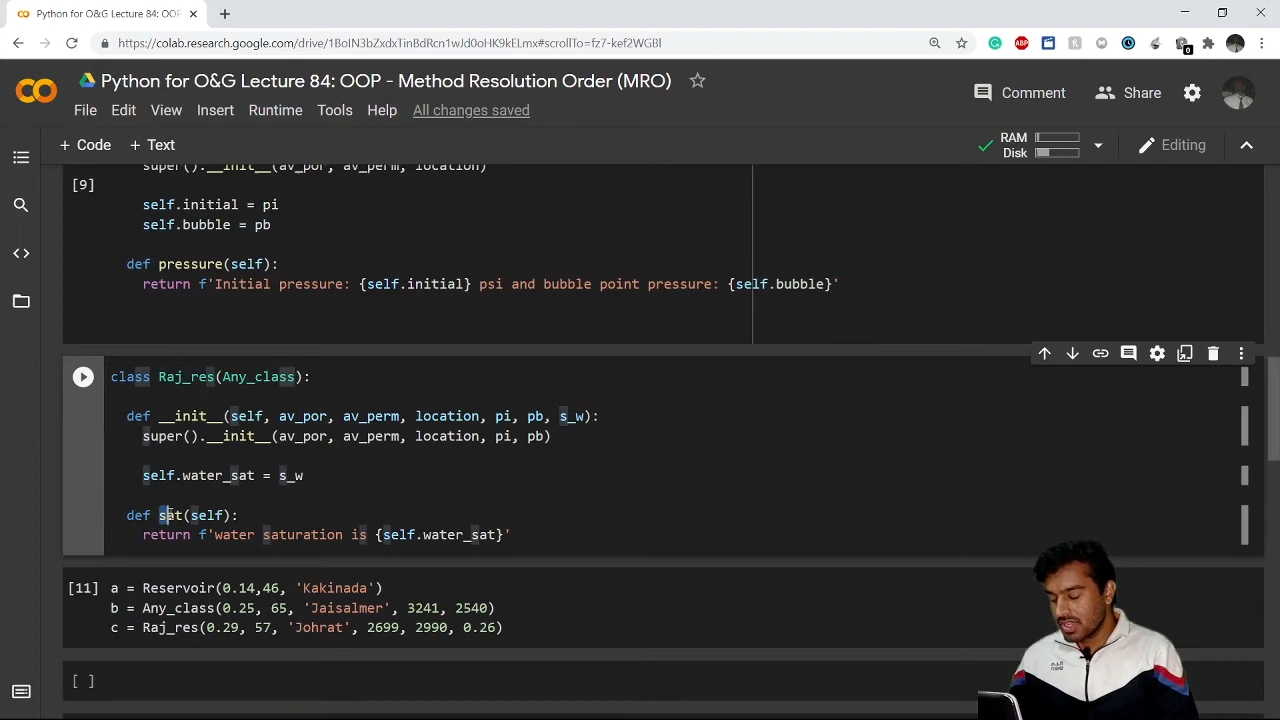 Python for O&G Lecture 84: OOP
https://colab.research.google.com/drive/1BdN3bZxdxTinBdBcn1wJd0dHK9kELmx#scrollTo=fz7-kef2WGBl
ABP
0
CO
Python for O&G Lecture 84: OOP - Method Resolution Order (MRO)
File Edit View Insert Runtime Tools Help All changes saved
Comment Share
+ Code + Text
RAM
Disk
Editing
super().__init__(av_por, av_perm, location)
[9]
self.initial = pi
self.bubble = pb
def pressure(self):
return f'Initial pressure: {self.initial} psi and bubble point pressure: {self.bubble}'
class Raj_res(Any_class):
def __init__(self, av_por, av_perm, location, pi, pb, s_w):
super().__init__(av_por, av_perm, location, pi, pb)
self.water_sat = s_w
def sat(self):
return f'water saturation is {self.water_sat}'
[11] a = Reservoir(0.14,46, 'Kakinada')
b = Any_class(0.25, 65, 'Jaisalmer', 3241, 2540)
c = Raj_res(0.29, 57, 'Johrat', 2699, 2990, 0.26)
[ ]